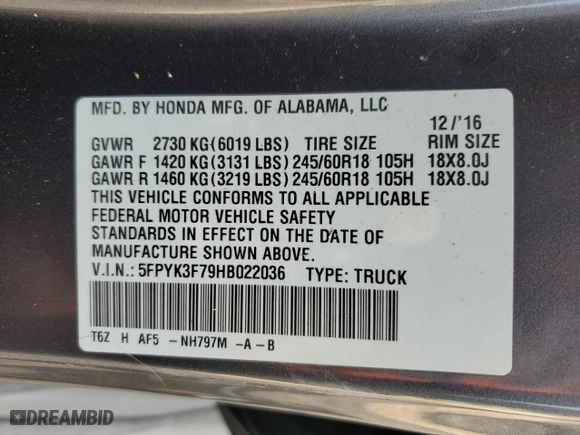 MFD. BY HONDA MFG. OF ALABAMA, LLC
12/'16
GVWR 2730 KG(6019 LBS) TIRE SIZE RIM SIZE
GAWR F 1420 KG(3131 LBS)245/60R18 105H 18X8.0J
GAWR R 1460 KG(3219 LBS)245/60R18 105H 18X8.0J
THIS VEHICLE CONFORMS TO ALL APPLICABLE
FEDERAL MOTOR VEHICLE SAFETY
STANDARDS IN EFFECT ON THE DATE OF
MANUFACTURE SHOWN ABOVE.
V.I.N.: 5FPYK3F79HB022036 TYPE: TRUCK
T6Z H AF5 -NH797M -A-B
DREAMBID